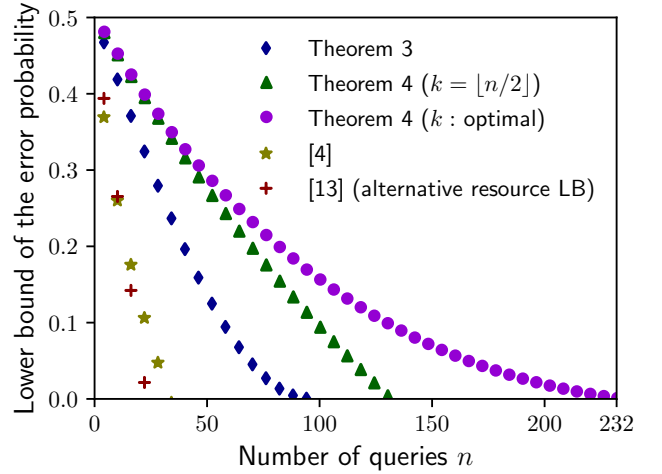 Lower bound of the error probability
0.5
0.4
0.3
0.2
0.1
0.0
Theorem 3
Theorem 4 (k = ⌊n/2⌋)
Theorem 4 (k : optimal)
[4]
[13] (alternative resource LB)
0 50 100 150 200 232
Number of queries n